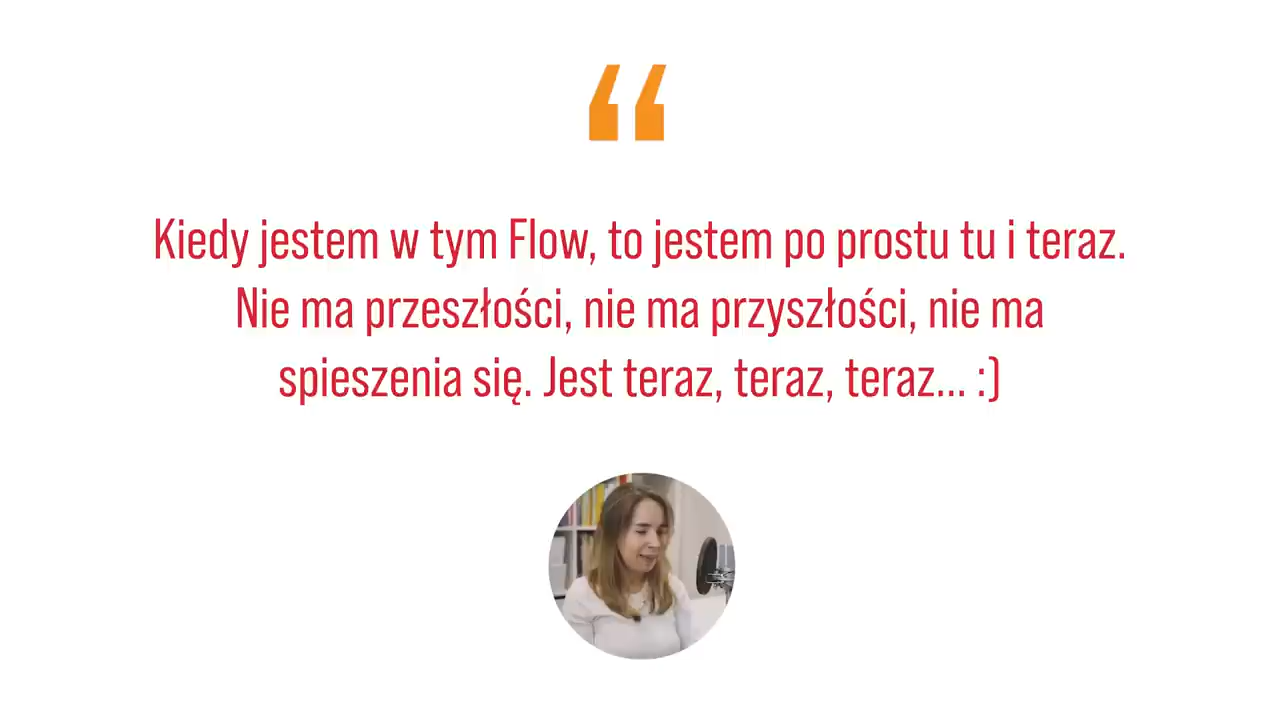 “
Kiedy jestem w tym Flow, to jestem po prostu tu i teraz.
Nie ma przeszłości, nie ma przyszłości, nie ma
spieszenia się. Jest teraz, teraz, teraz... :)